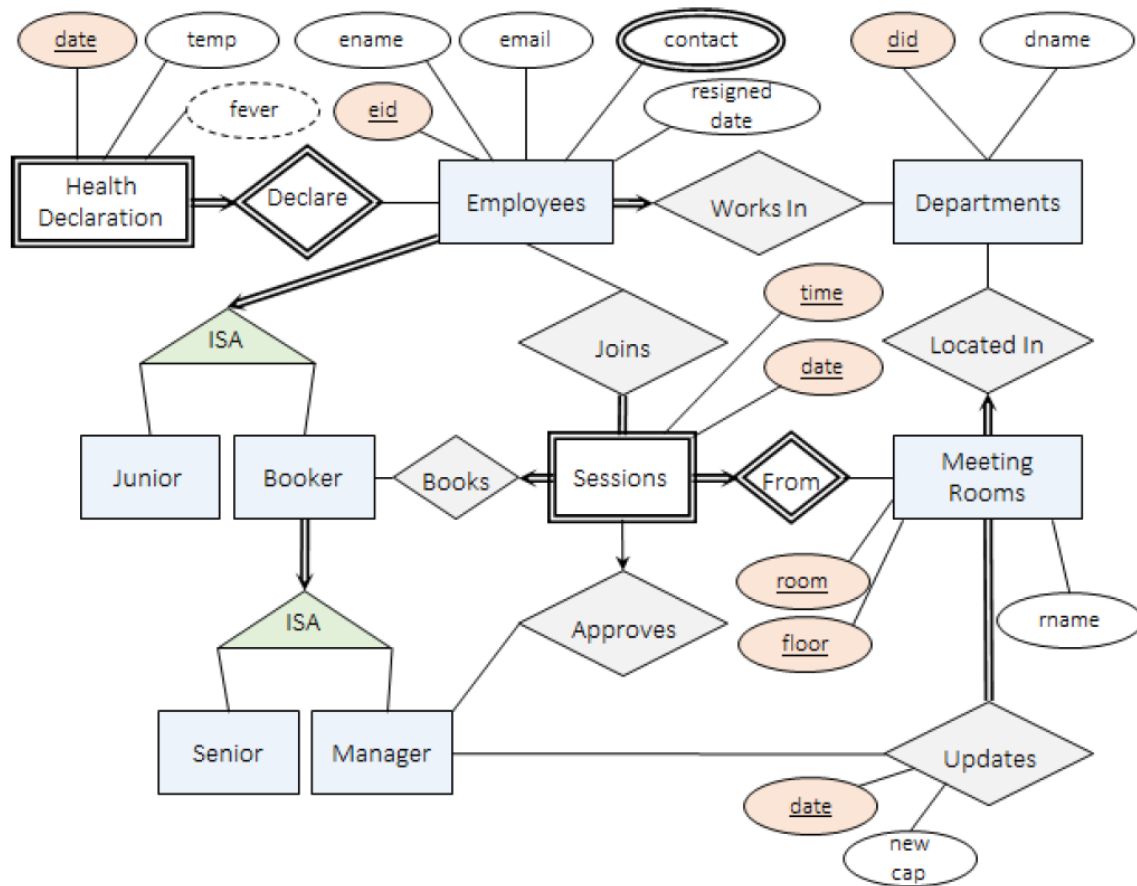 date
temp
ename
email
contact
did
dname
fever
eid
resigned
date
Health
Declaration
Declare
Employees
Works In
Departments
time
ISA
Joins
Located In
date
Junior
Booker
Books
Sessions
From
Meeting
Rooms
room
rname
ISA
Approves
floor
Senior
Manager
Updates
date
new
cap